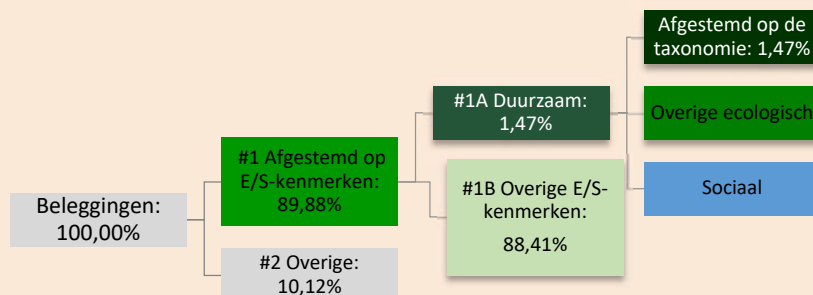 Beleggingen:
100,00%
#1 Afgestemd op
E/S-kenmerken:
89,88%
#2 Overige:
10,12%
#1A Duurzaam:
1,47%
#1B Overige E/S-
kenmerken:
88,41%
Afgestemd op de
taxonomie: 1,47%
Overige ecologisch
Sociaal